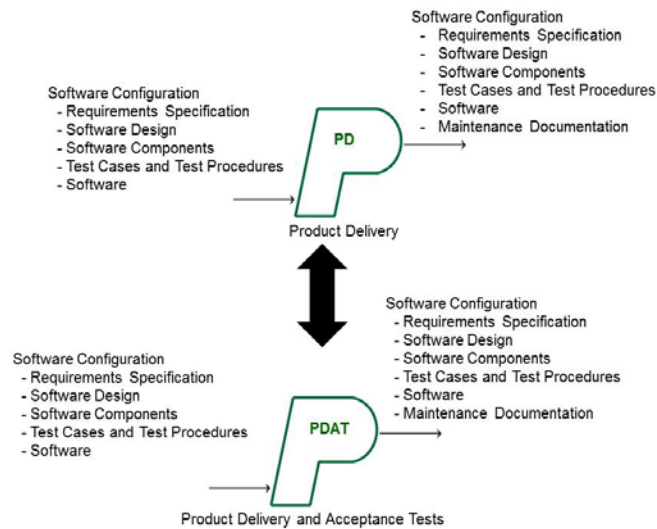 Software Configuration
- Requirements Specification
- Software Design
- Software Components
- Test Cases and Test Procedures
- Software
- Maintenance Documentation
Software Configuration
- Requirements Specification
- Software Design
- Software Components
- Test Cases and Test Procedures
- Software
PD
Product Delivery
Software Configuration
- Requirements Specification
- Software Design
- Software Components
- Test Cases and Test Procedures
- Software
- Maintenance Documentation
Software Configuration
- Requirements Specification
- Software Design
- Software Components
- Test Cases and Test Procedures
- Software
PDAT
Product Delivery and Acceptance Tests